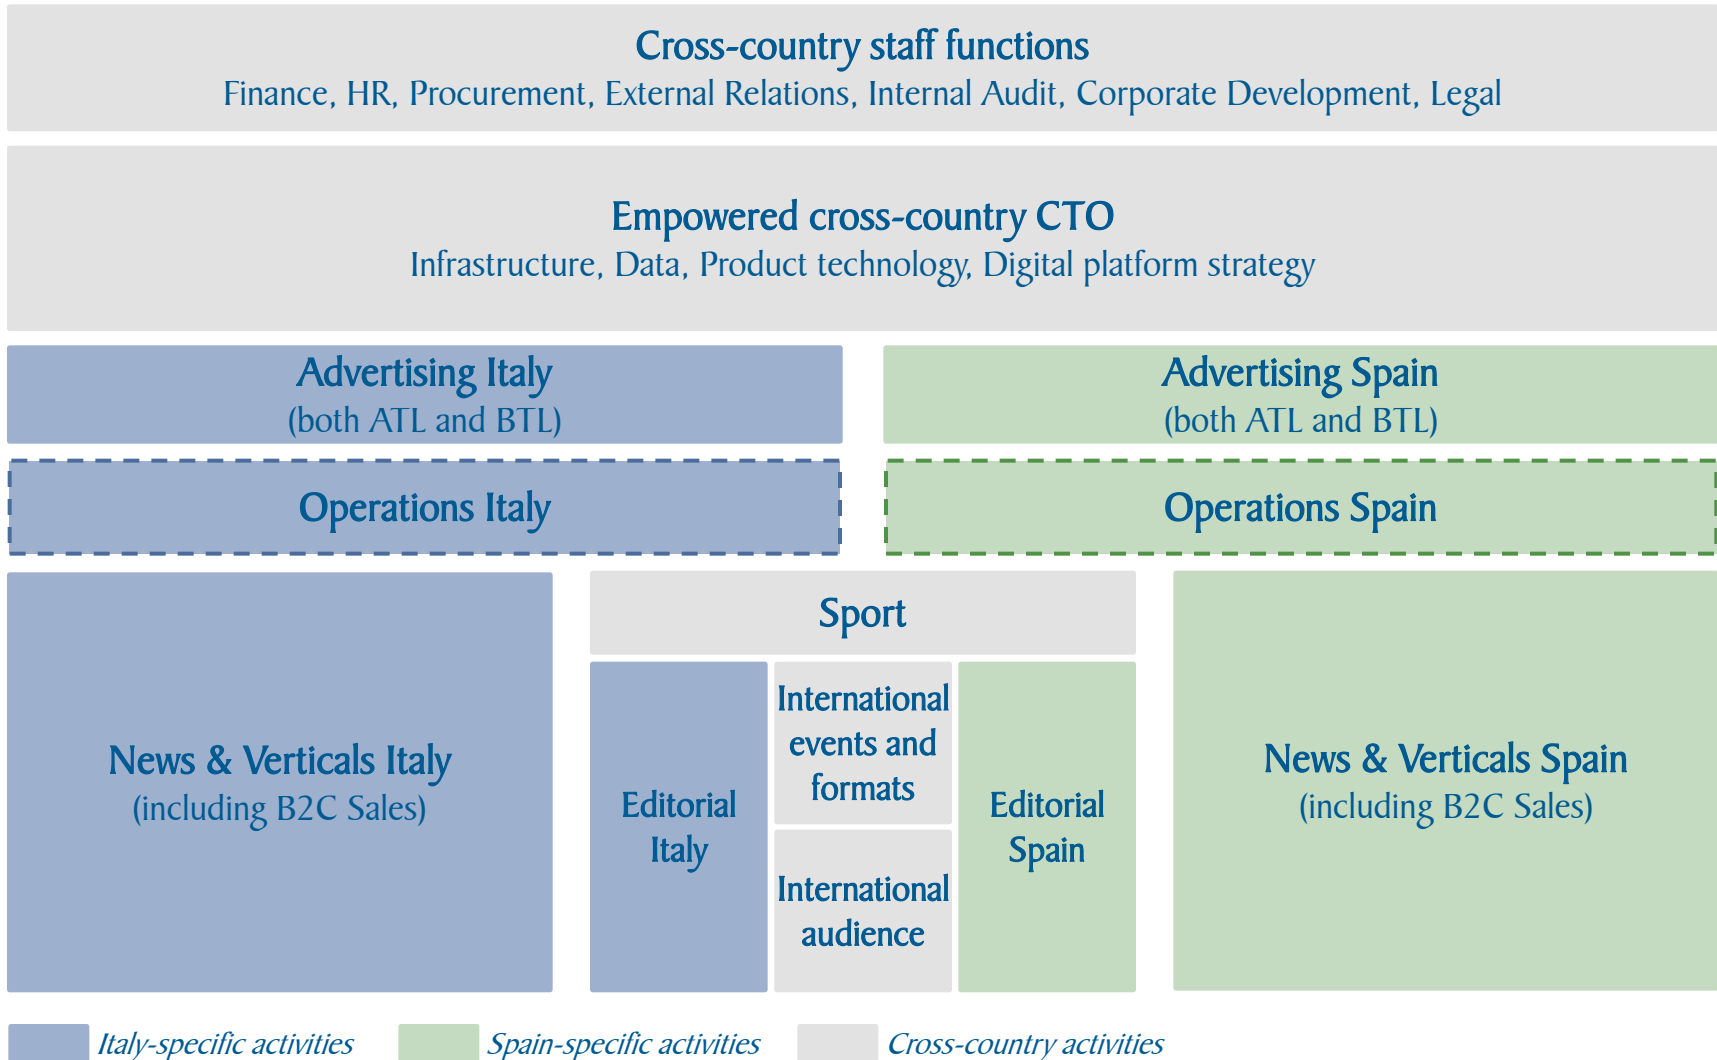 Cross-country staff functions
Finance, HR, Procurement, External Relations, Internal Audit, Corporate Development, Legal
Empowered cross-country CTO
Infrastructure, Data, Product technology, Digital platform strategy
Advertising Italy
(both ATL and BTL)
Advertising Spain
(both ATL and BTL)
Operations Italy
Operations Spain
News & Verticals Italy
(including B2C Sales)
Sport
Editorial
Italy
International
events and
formats
International
audience
Editorial
Spain
News & Verticals Spain
(including B2C Sales)
Italy-specific activities
Spain-specific activities
Cross-country activities